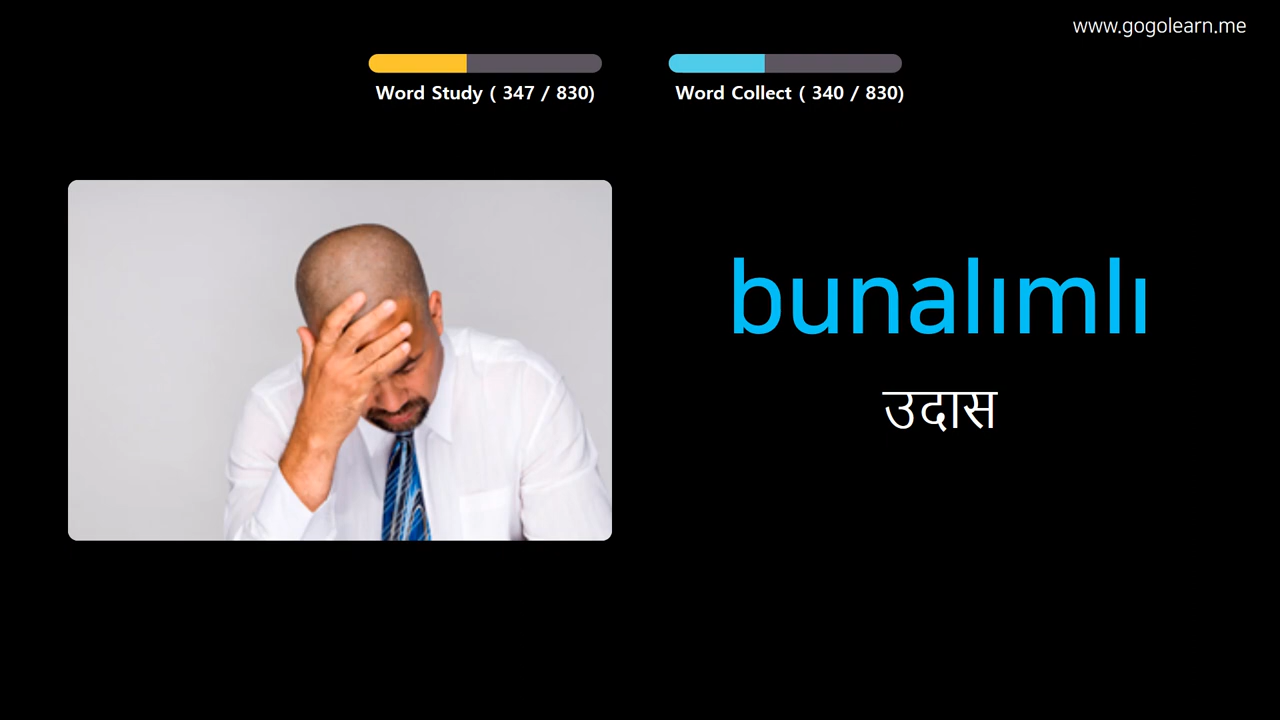 www.gogolearn.me
Word Study ( 347 / 830)
Word Collect ( 340 / 830)
bunalımlı
उदास